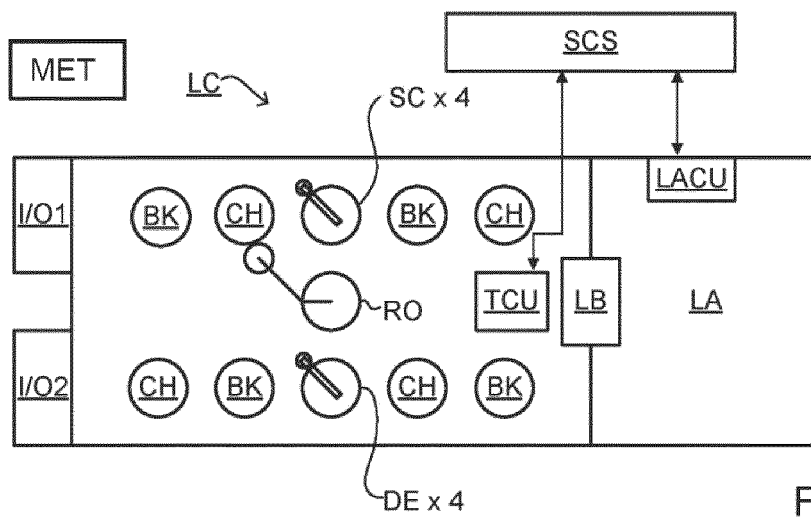 SCS
MET
LC
SC x 4
I/O1
BK
CH
BK
CH
LACU
RO
TCU
LB
LA
I/O2
CH
BK
CH
BK
DE x 4
F